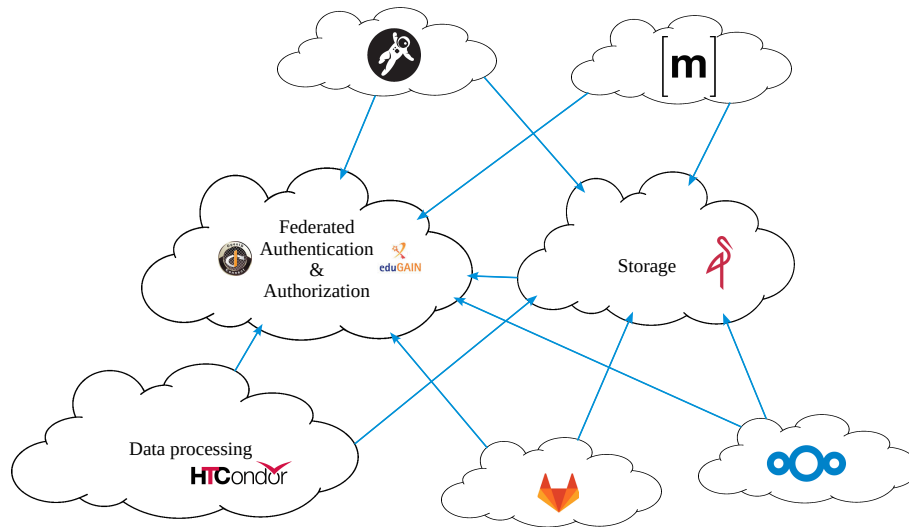 [m]
Federated
Authentication
&
Authorization
eduGAIN
Storage
Data processing
HTCondor